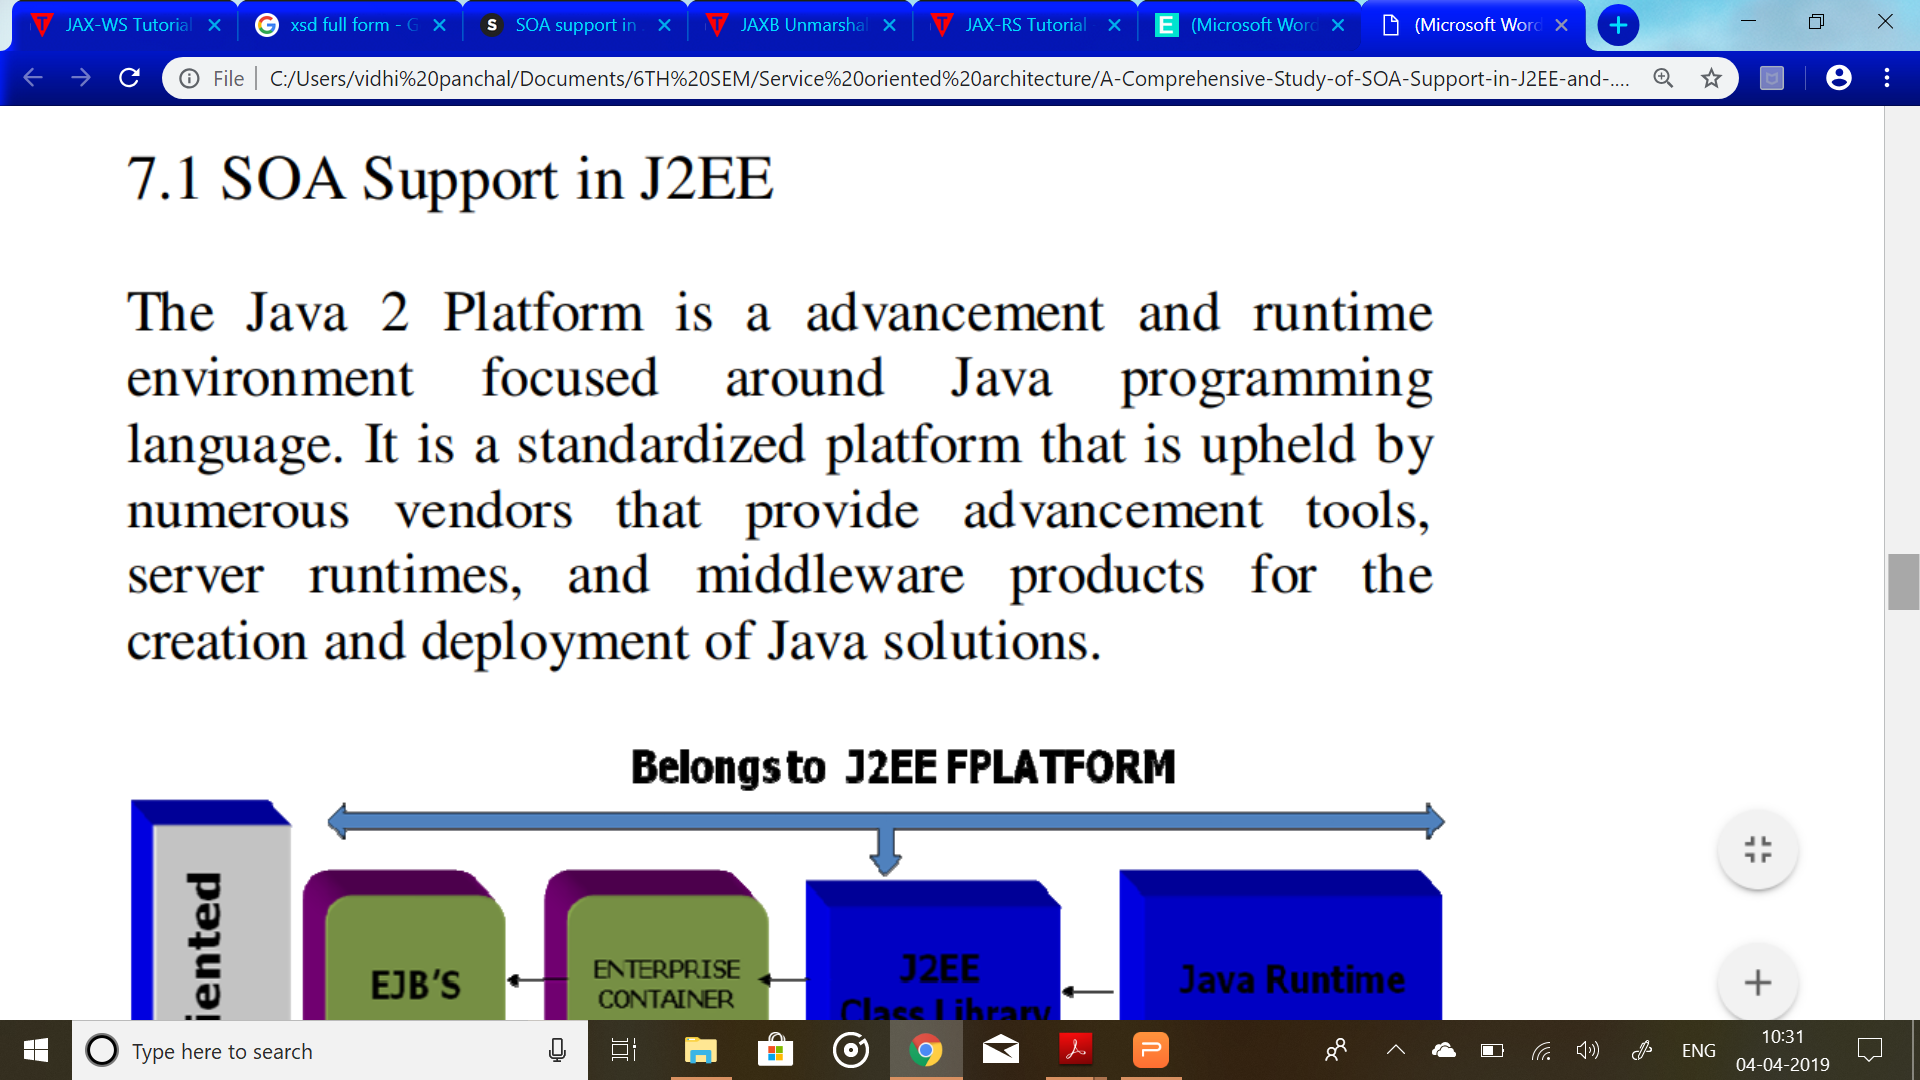 JAX-WS Tutorial
xsd full form - G
SOA support in
JAXB Unmarshal
JAX-RS Tutorial
(Microsoft Word
(Microsoft Word
File
C:/Users/vidhi%20panchal/Documents/6TH%20SEM/Service%20oriented%20architecture/A-Comprehensive-Study-of-SOA-Support-in-J2EE-and-....
7.1 SOA Support in J2EE
The Java 2 Platform is a advancement and runtime
environment focused around Java programming
language. It is a standardized platform that is upheld by
numerous vendors that provide advancement tools,
server runtimes, and middleware products for the
creation and deployment of Java solutions.
Belongs to J2EE FPLATFORM
iented
EJB'S
ENTERPRISE
CONTAINER
J2EE
Class Library
Java Runtime
Type here to search
ENG
10:31
04-04-2019